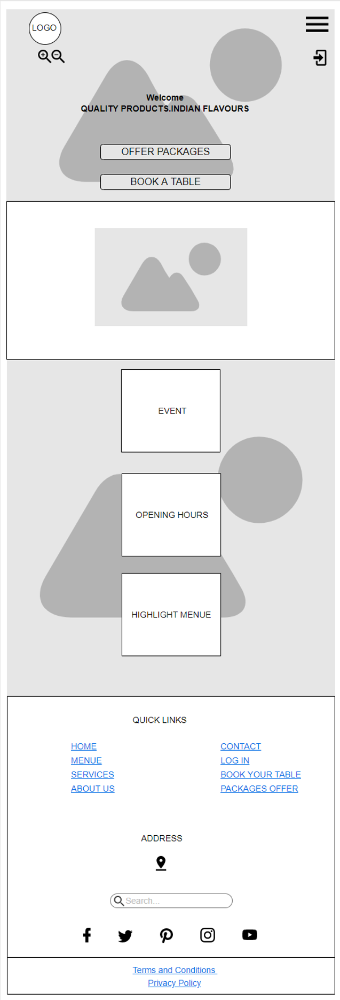 LOGO
Welcome
QUALITY PRODUCTS.INDIAN FLAVOURS
OFFER PACKAGES
BOOK A TABLE
EVENT
OPENING HOURS
HIGHLIGHT MENUE
QUICK LINKS
HOME
MENUE
SERVICES
ABOUT US
CONTACT
LOG IN
BOOK YOUR TABLE
PACKAGES OFFER
ADDRESS
Search...
Terms and Conditions
Privacy Policy